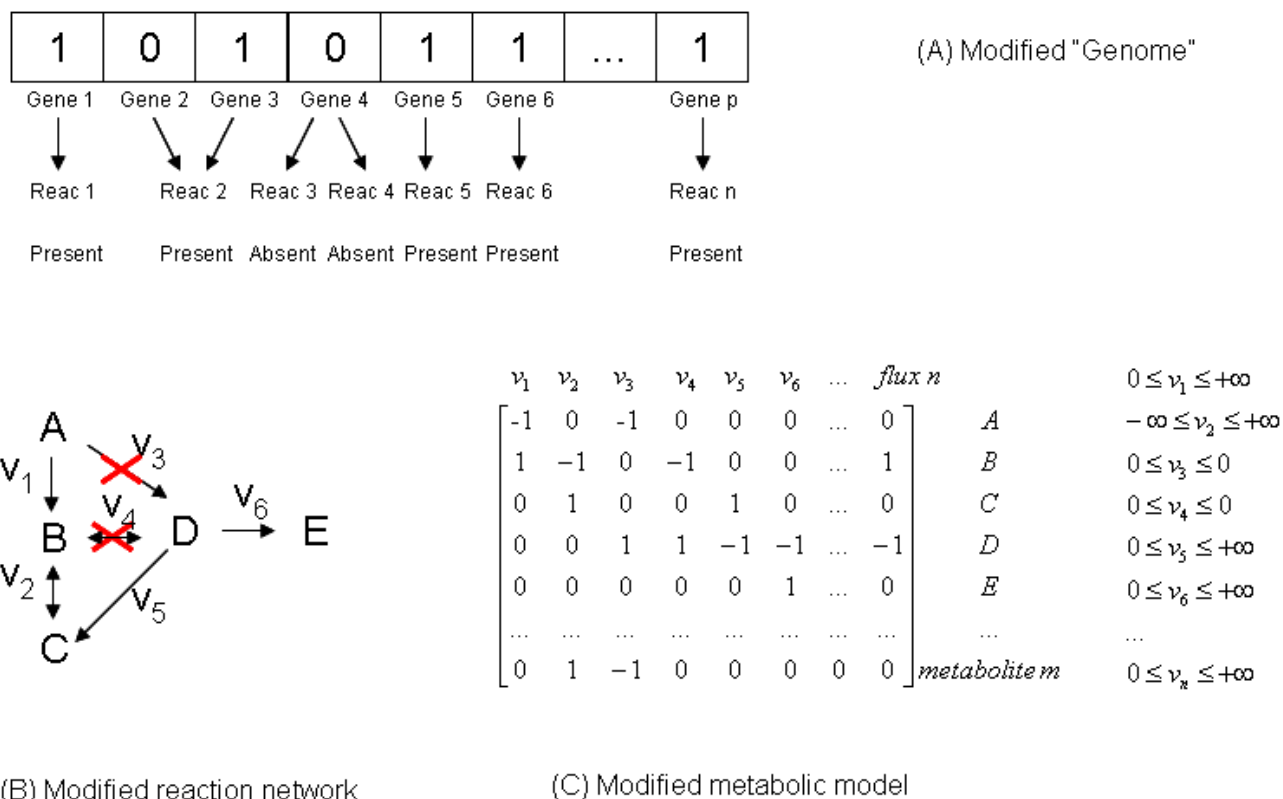 1 0 1 0 1 1 ... 1
(A) Modified "Genome"
Gene 1 Gene 2 Gene 3 Gene 4 Gene 5 Gene 6 Gene p
Reac 1 Reac 2 Reac 3 Reac 4 Reac 5 Reac 6 Reac n
Present Present Absent Absent Present Present Present
A
v3
v1
v4
v6
B D E
v2
v5
C
(B) Modified reaction network
v1 v2 v3 v4 v5 v6 ... flux n
-1 0 -1 0 0 0 ... 0 A
1 −1 0 −1 0 0 ... 1 B
0 1 0 0 1 0 ... 0 C
0 0 1 1 −1 −1 ... −1 D
0 0 0 0 0 1 ... 0 E
... ... ... ... ... ... ... ... ...
0 1 −1 0 0 0 0 0 metabolite m
0 ≤ v1 ≤ +∞
− ∞ ≤ v2 ≤ +∞
0 ≤ v3 ≤ 0
0 ≤ v4 ≤ 0
0 ≤ v5 ≤ +∞
0 ≤ v6 ≤ +∞
...
0 ≤ vn ≤ +∞
(C) Modified metabolic model